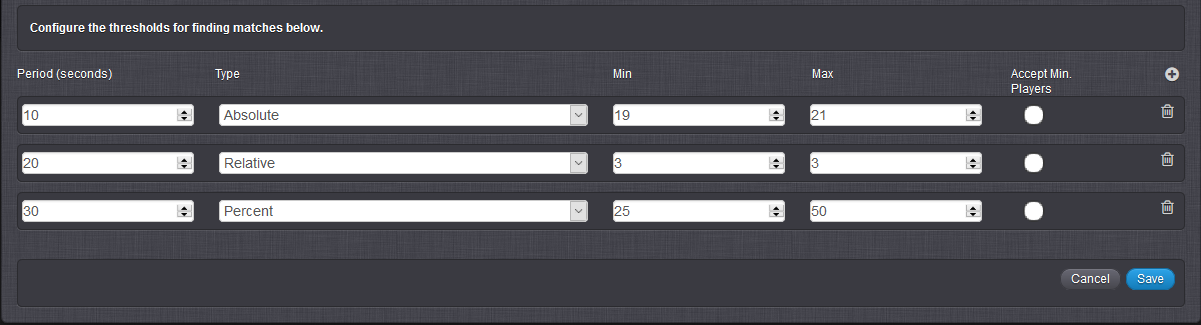 Configure the thresholds for finding matches below.
Period (seconds) Type Min Max Accept Min.
Players
10 Absolute 19 21
20 Relative 3 3
30 Percent 25 50
Cancel Save